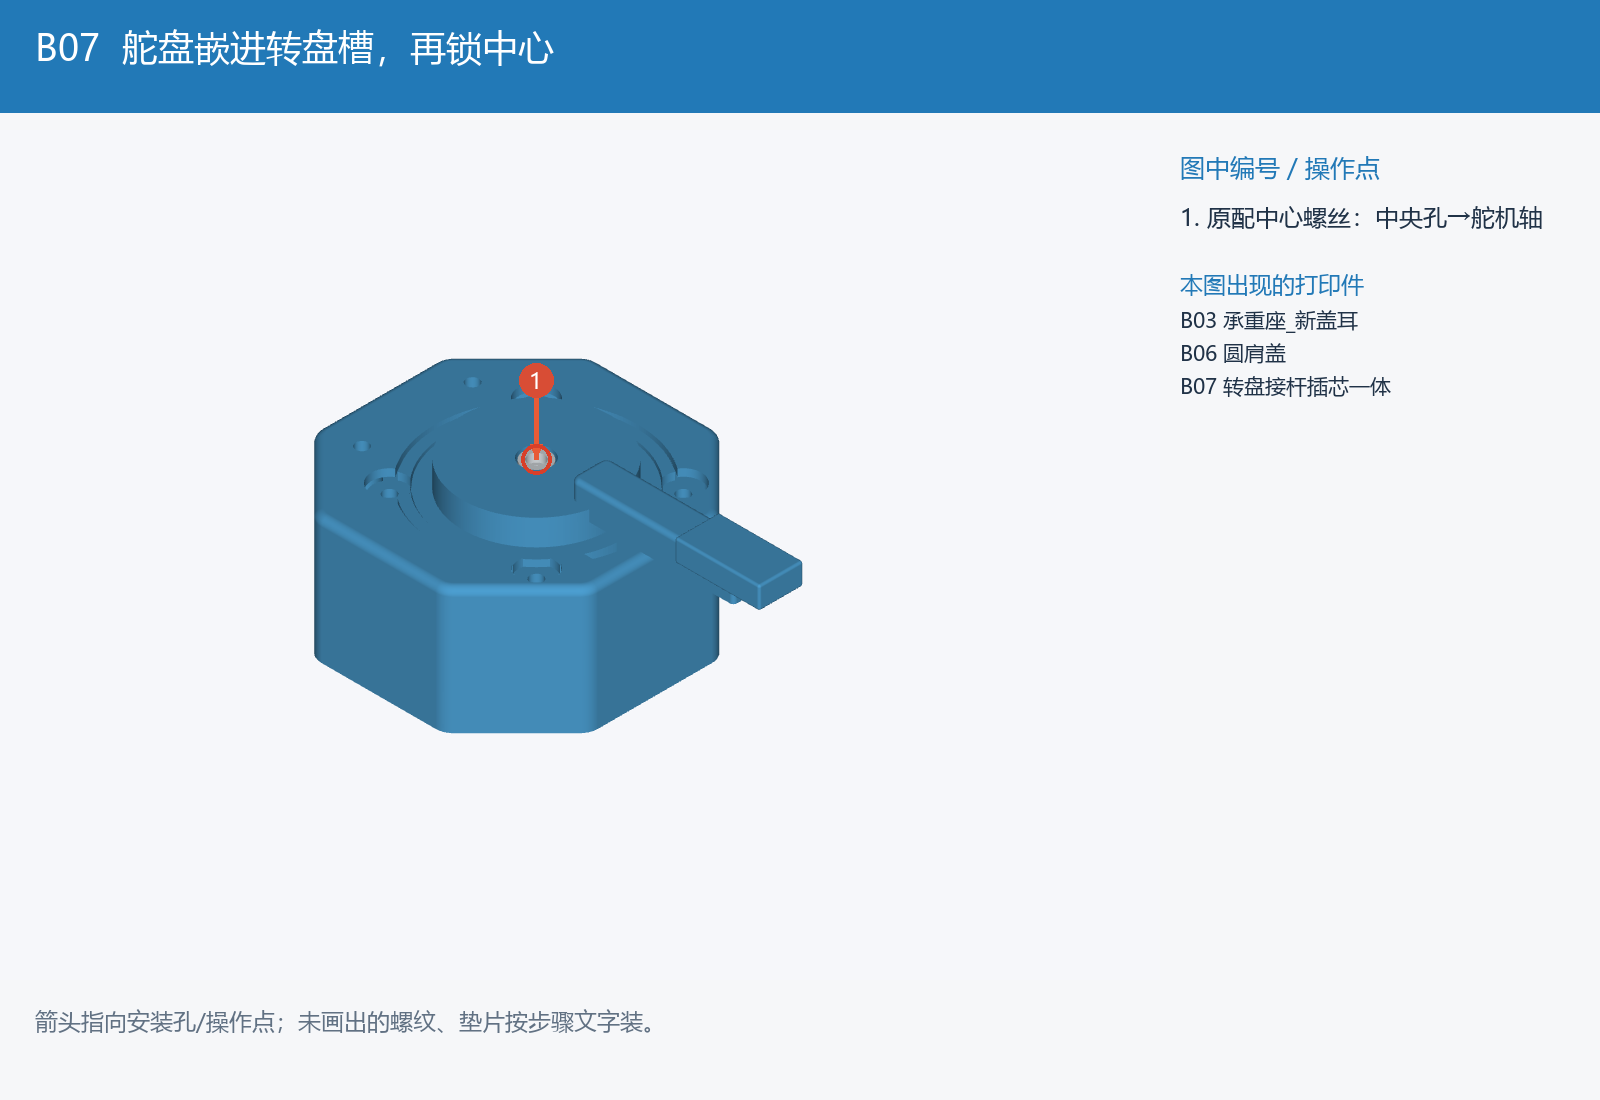 B07 舵盘嵌进转盘槽，再锁中心
图中编号 / 操作点
1. 原配中心螺丝：中央孔→舵机轴
本图出现的打印件
B03 承重座_新盖耳
B06 圆肩盖
B07 转盘接杆插芯一体
1
箭头指向安装孔/操作点；未画出的螺纹、垫片按步骤文字装。